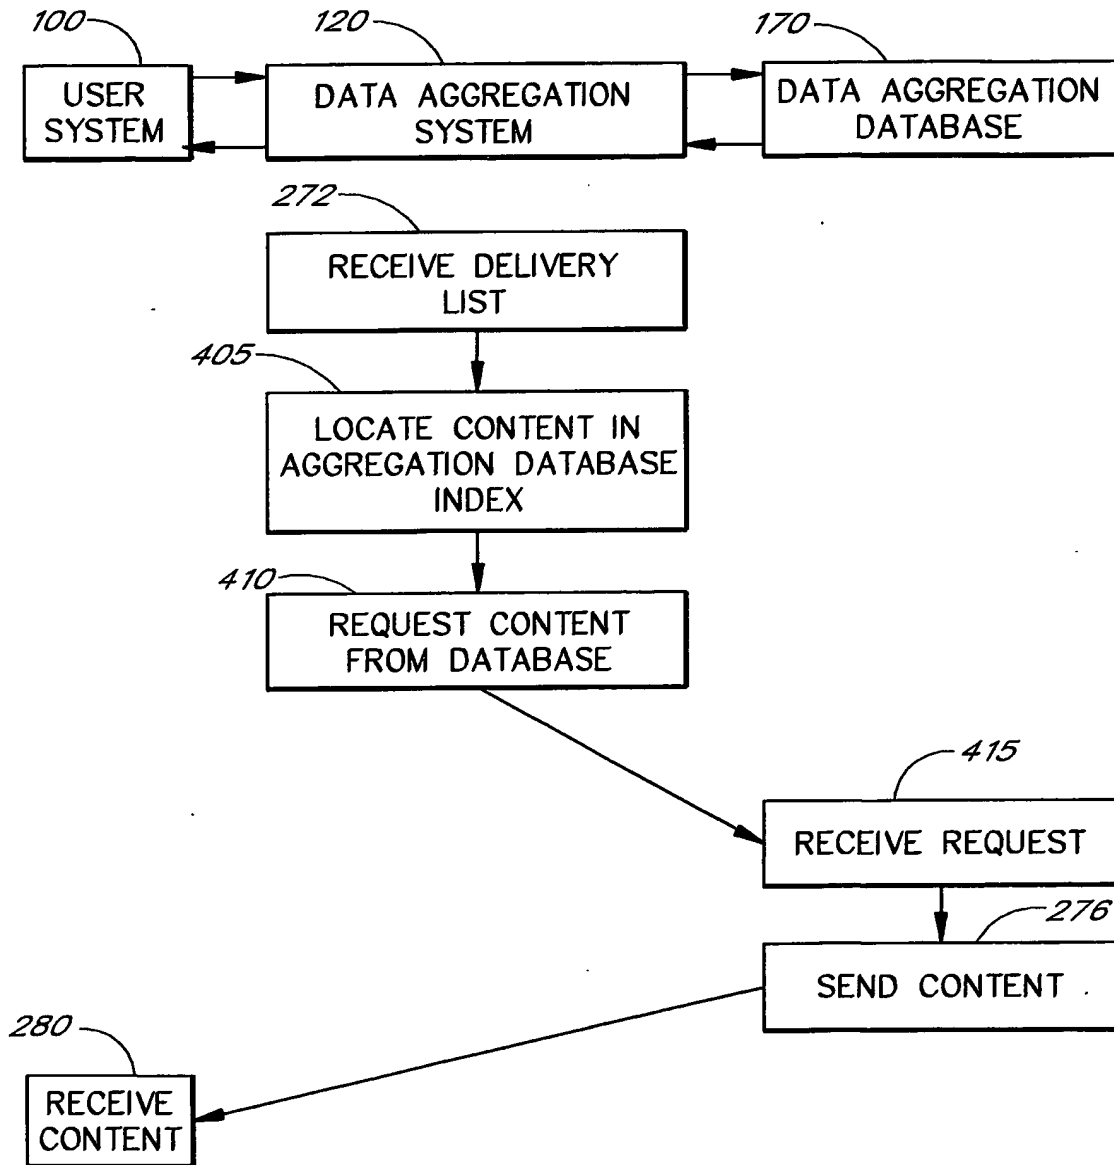 100
120
170
USER
SYSTEM
DATA AGGREGATION
SYSTEM
DATA AGGREGATION
DATABASE
272
RECEIVE DELIVERY
LIST
405
LOCATE CONTENT IN
AGGREGATION DATABASE
INDEX
410
REQUEST CONTENT
FROM DATABASE
415
RECEIVE REQUEST
276
SEND CONTENT
280
RECEIVE
CONTENT